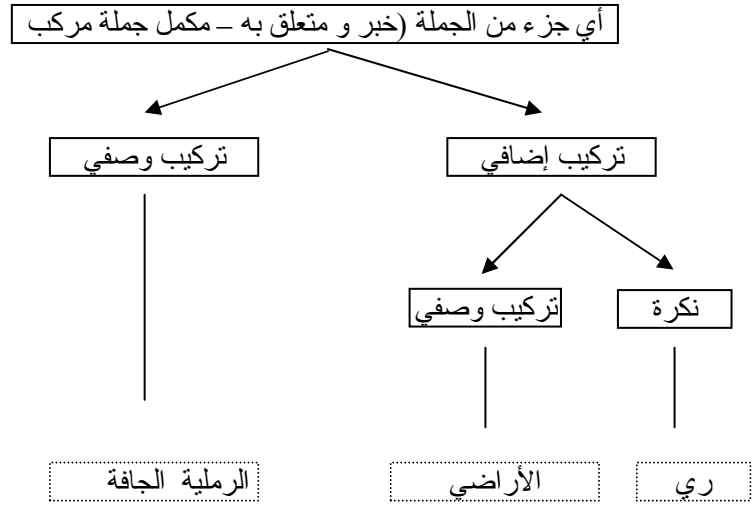 أي جزء من الجملة (خبر و متعلق به – مكمل جملة مركب
تركيب إضافي
تركيب وصفي
نكرة
تركيب وصفي
ري
الأراضي
الرملية الجافة